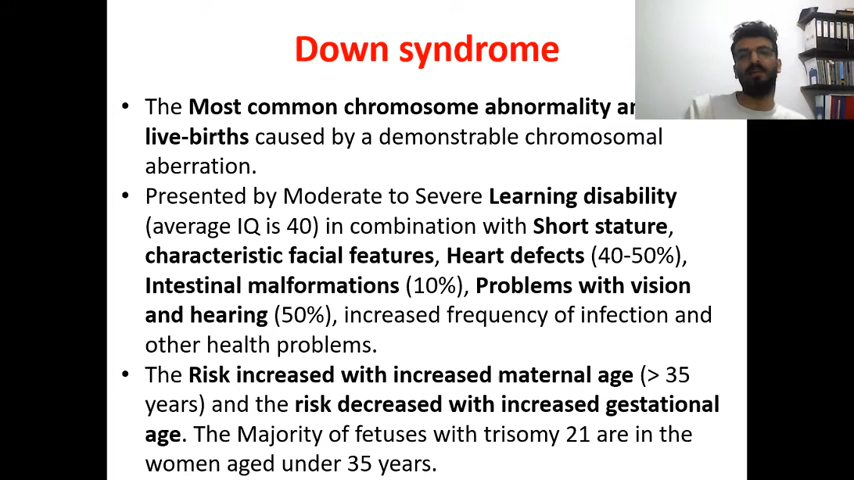 Down syndrome
• The Most common chromosome abnormality
live-births caused by a demonstrable chromosomal
aberration.
• Presented by Moderate to Severe Learning disability
(average IQ is 40) in combination with Short stature,
characteristic facial features, Heart defects (40-50%),
Intestinal malformations (10%), Problems with vision
and hearing (50%), increased frequency of infection and
other health problems.
• The Risk increased with increased maternal age (> 35
years) and the risk decreased with increased gestational
age. The Majority of fetuses with trisomy 21 are in the
women aged under 35 years.